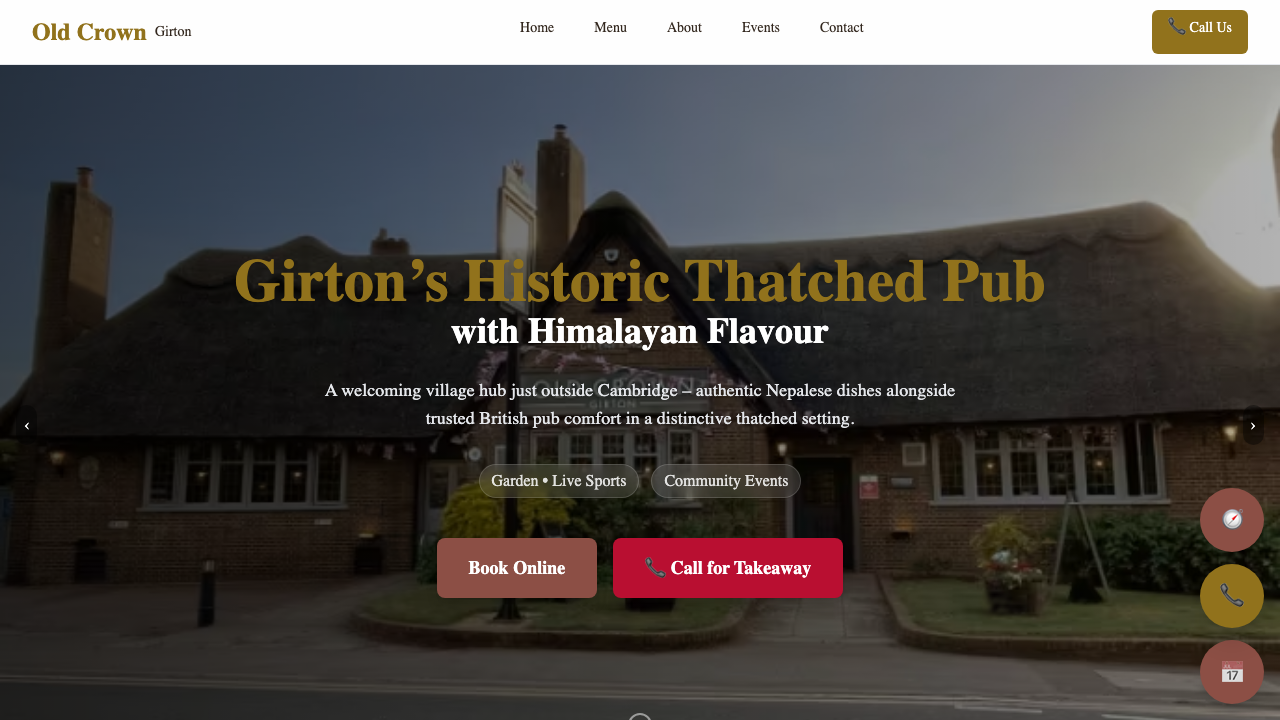 Old Crown Girton
Home
Menu
About
Events
Contact
📞 Call Us
Girton’s Historic Thatched Pub
with Himalayan Flavour
A welcoming village hub just outside Cambridge – authentic Nepalese dishes alongside
trusted British pub comfort in a distinctive thatched setting.
‹
›
Garden • Live Sports
Community Events
Book Online
📞 Call for Takeaway
17